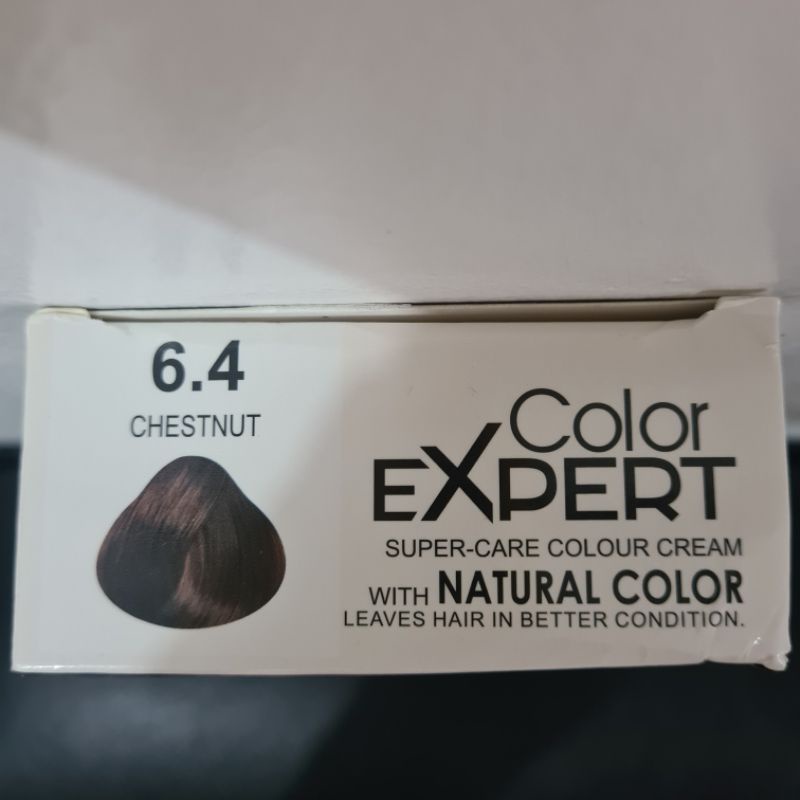 6.4
CHESTNUT
Color
EXPERT
SUPER-CARE COLOUR CREAM
WITH NATURAL COLOR
LEAVES HAIR IN BETTER CONDITION.